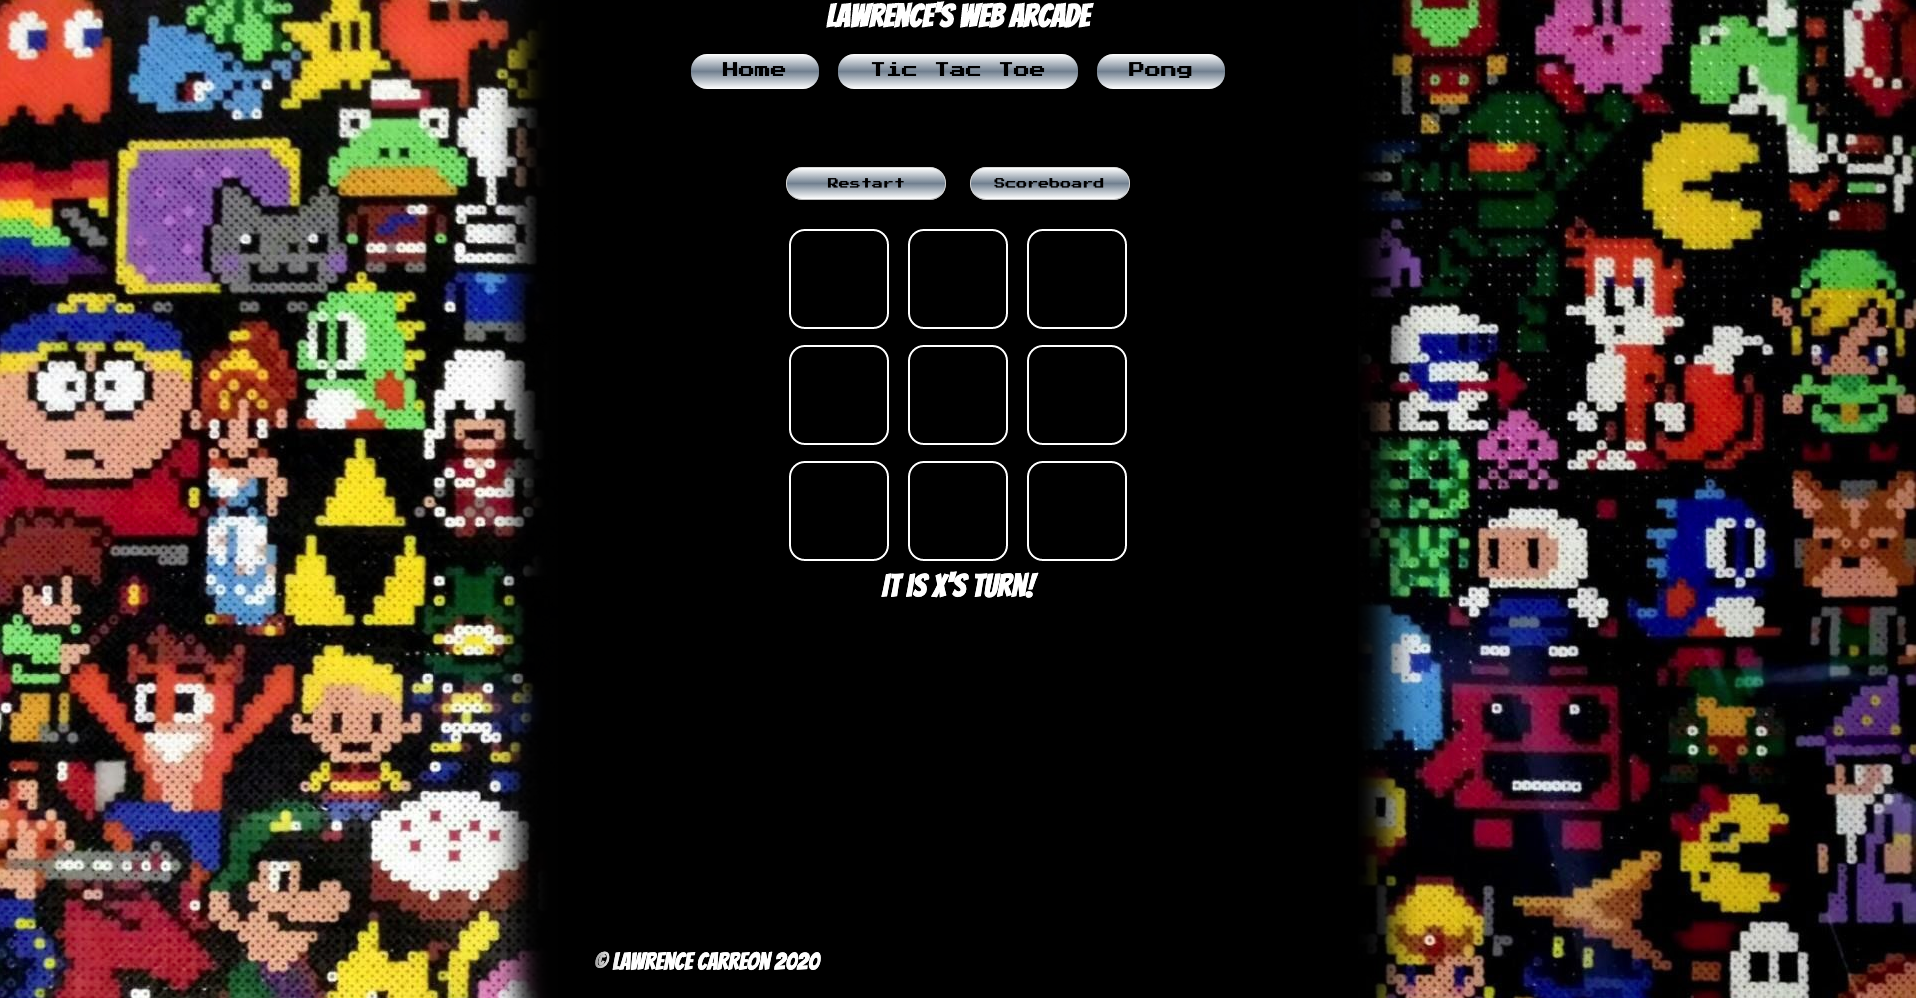 LAWRENCE'S WEB ARCADE
Home Tic Tac Toe Pong
Restart Scoreboard
IT IS X'S TURN!
© LAWRENCE CARREON 2020